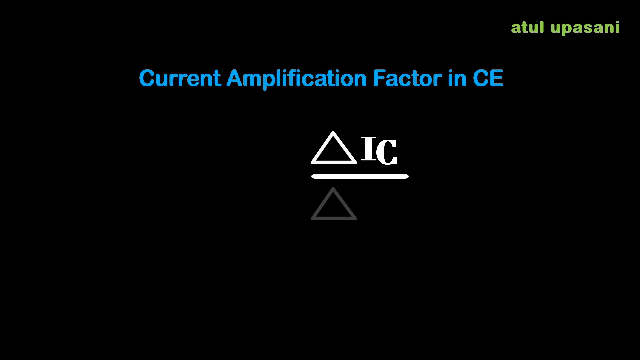 atul upasani
Current Amplification Factor in CE
△IC
△